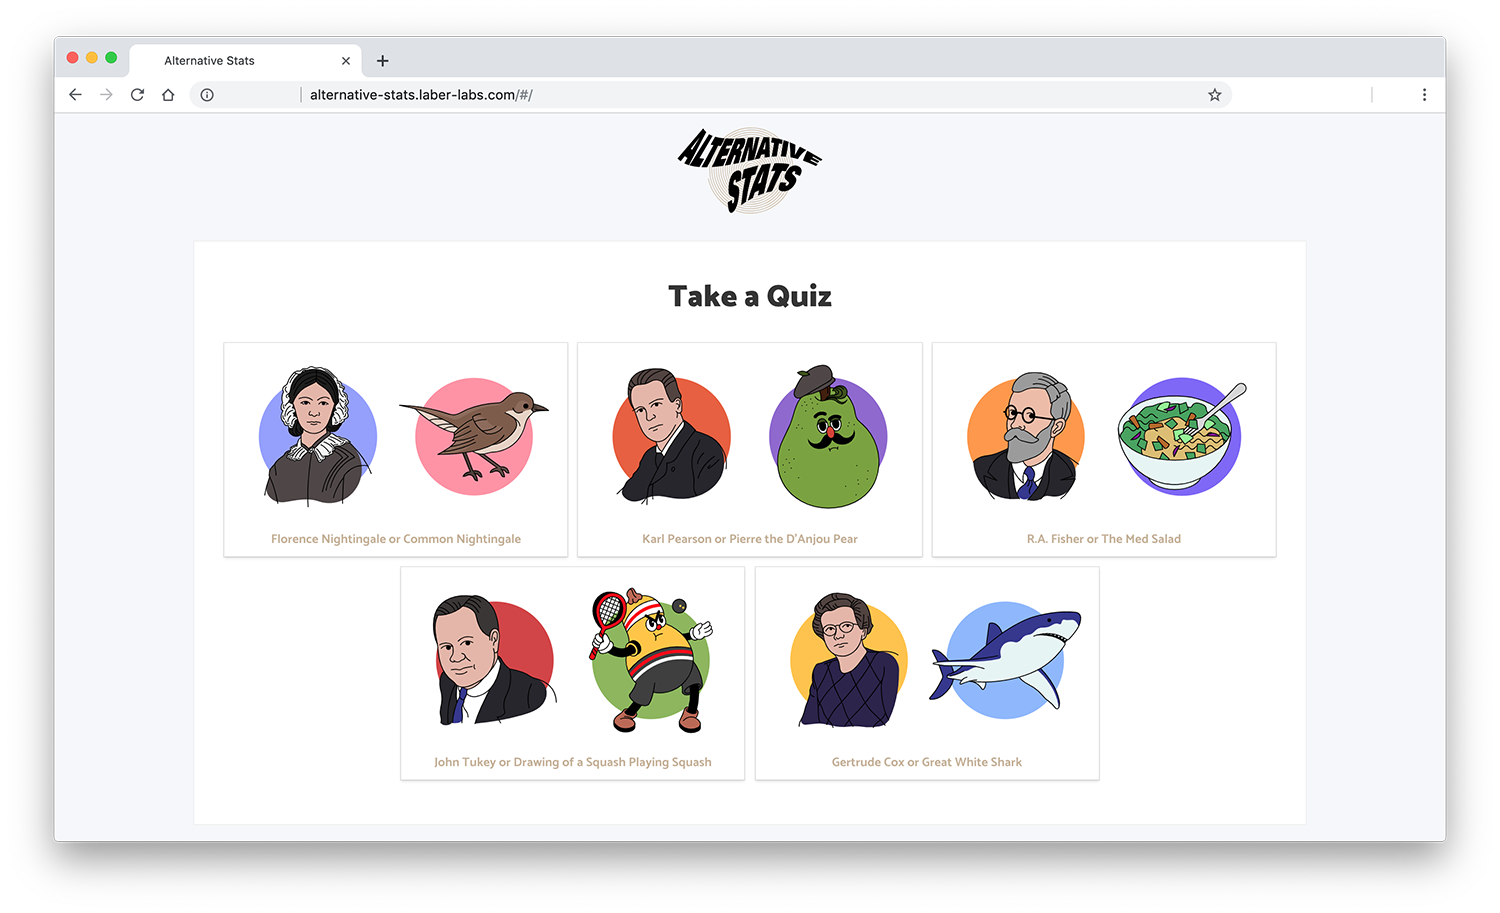 Alternative Stats
alternative-stats.laber-labs.com/#/
ALTERNATIVE
STATS
Take a Quiz
Florence Nightingale or Common Nightingale
Karl Pearson or Pierre the D'Anjou Pear
R.A. Fisher or The Med Salad
John Tukey or Drawing of a Squash Playing Squash
Gertrude Cox or Great White Shark